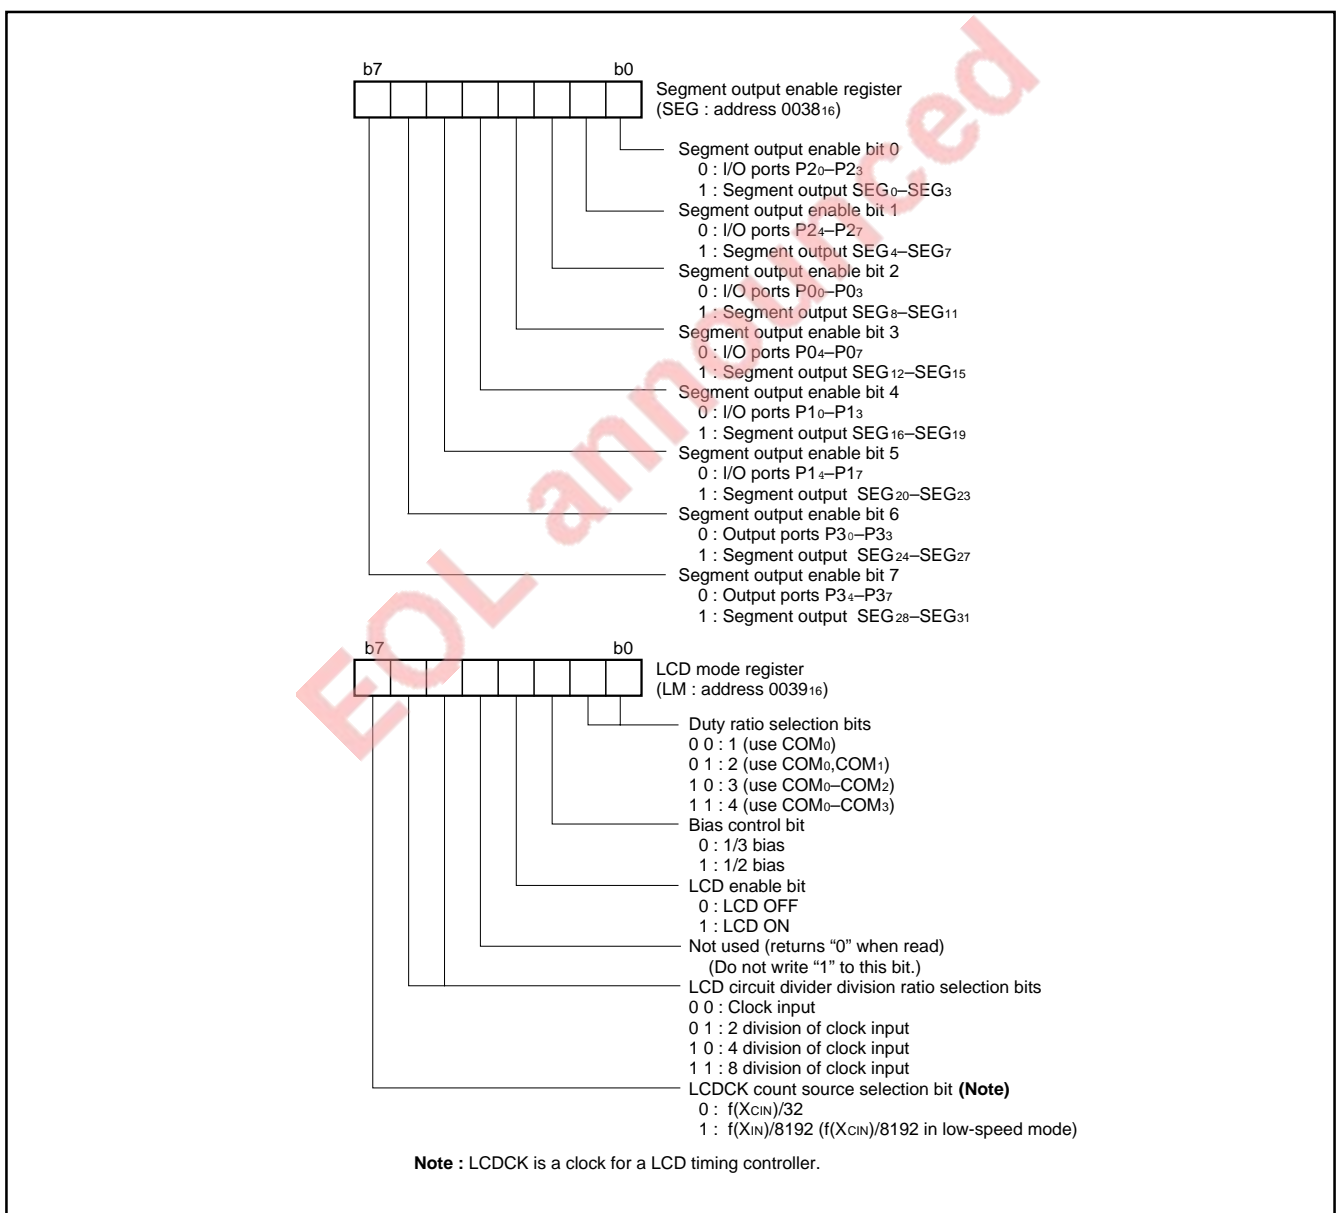 b7 b0
Segment output enable register
(SEG : address 003816)
Segment output enable bit 0
0 : I/O ports P20–P23
1 : Segment output SEG0–SEG3
Segment output enable bit 1
0 : I/O ports P24–P27
1 : Segment output SEG4–SEG7
Segment output enable bit 2
0 : I/O ports P00–P03
1 : Segment output SEG8–SEG11
Segment output enable bit 3
0 : I/O ports P04–P07
1 : Segment output SEG12–SEG15
Segment output enable bit 4
0 : I/O ports P10–P13
1 : Segment output SEG16–SEG19
Segment output enable bit 5
0 : I/O ports P14–P17
1 : Segment output SEG20–SEG23
Segment output enable bit 6
0 : Output ports P30–P33
1 : Segment output SEG24–SEG27
Segment output enable bit 7
0 : Output ports P34–P37
1 : Segment output SEG28–SEG31
b7 b0
LCD mode register
(LM : address 003916)
Duty ratio selection bits
0 0 : 1 (use COM0)
0 1 : 2 (use COM0,COM1)
1 0 : 3 (use COM0–COM2)
1 1 : 4 (use COM0–COM3)
Bias control bit
0 : 1/3 bias
1 : 1/2 bias
LCD enable bit
0 : LCD OFF
1 : LCD ON
Not used (returns “0” when read)
(Do not write “1” to this bit.)
LCD circuit divider division ratio selection bits
0 0 : Clock input
0 1 : 2 division of clock input
1 0 : 4 division of clock input
1 1 : 8 division of clock input
LCDCK count source selection bit (Note)
0 : f(XCIN)/32
1 : f(XIN)/8192 (f(XCIN)/8192 in low-speed mode)
Note : LCDCK is a clock for a LCD timing controller.
EOL announced